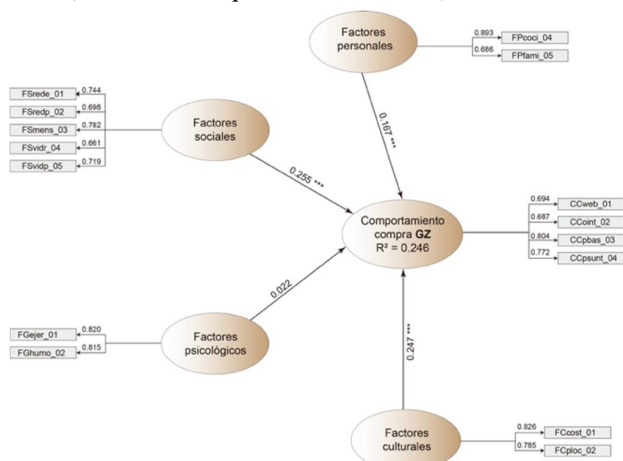 Factores
personales
0.893
FPcoci_04
0.686
FPfami_05
0.167 ***
FSrede_01
0.744
FSredp_02
0.698
FSmens_03
0.782
FSvidr_04
0.661
FSvidp_05
0.719
Factores
sociales
0.255 ***
Comportamiento
compra GZ
R² = 0.246
0.694
CCweb_01
0.687
CCoint_02
0.804
CCpbas_03
0.772
CCpsunt_04
0.022
FGejer_01
0.820
FGhumo_02
0.815
Factores
psicológicos
0.247 ***
Factores
culturales
0.826
FCcost_01
0.785
FCploc_02